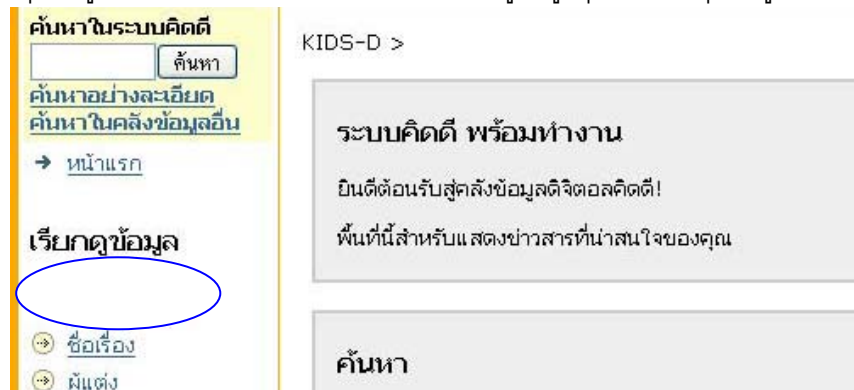 ค้นหาในระบบคิดดี
ค้นหา
ค้นหาอย่างละเอียด
ค้นหาในคลังข้อมูลอื่น
หน้าแรก
เรียกดูข้อมูล
ชื่อเรื่อง
ผู้แต่ง
KIDS-D >
ระบบคิดดี พร้อมทำงาน
ยินดีต้อนรับสู่คลังข้อมูลดิจิตอลคิดดี!
พื้นที่นี้สำหรับแสดงข่าวสารที่น่าสนใจของคุณ
ค้นหา